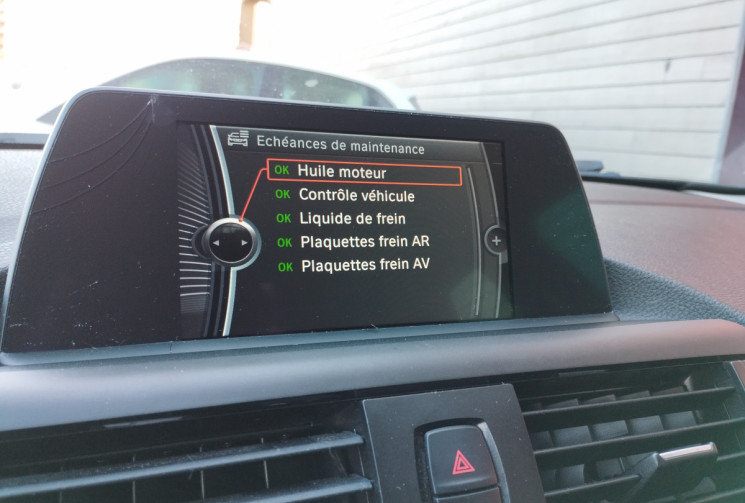 Echéances de maintenance
OK Huile moteur
OK Contrôle véhicule
OK Liquide de frein
OK Plaquettes frein AR
OK Plaquettes frein AV